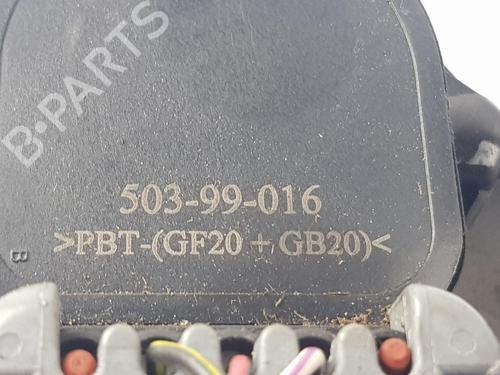 B-PARTS
503-99-016
>PBT-(GF20 + GB20)<
B